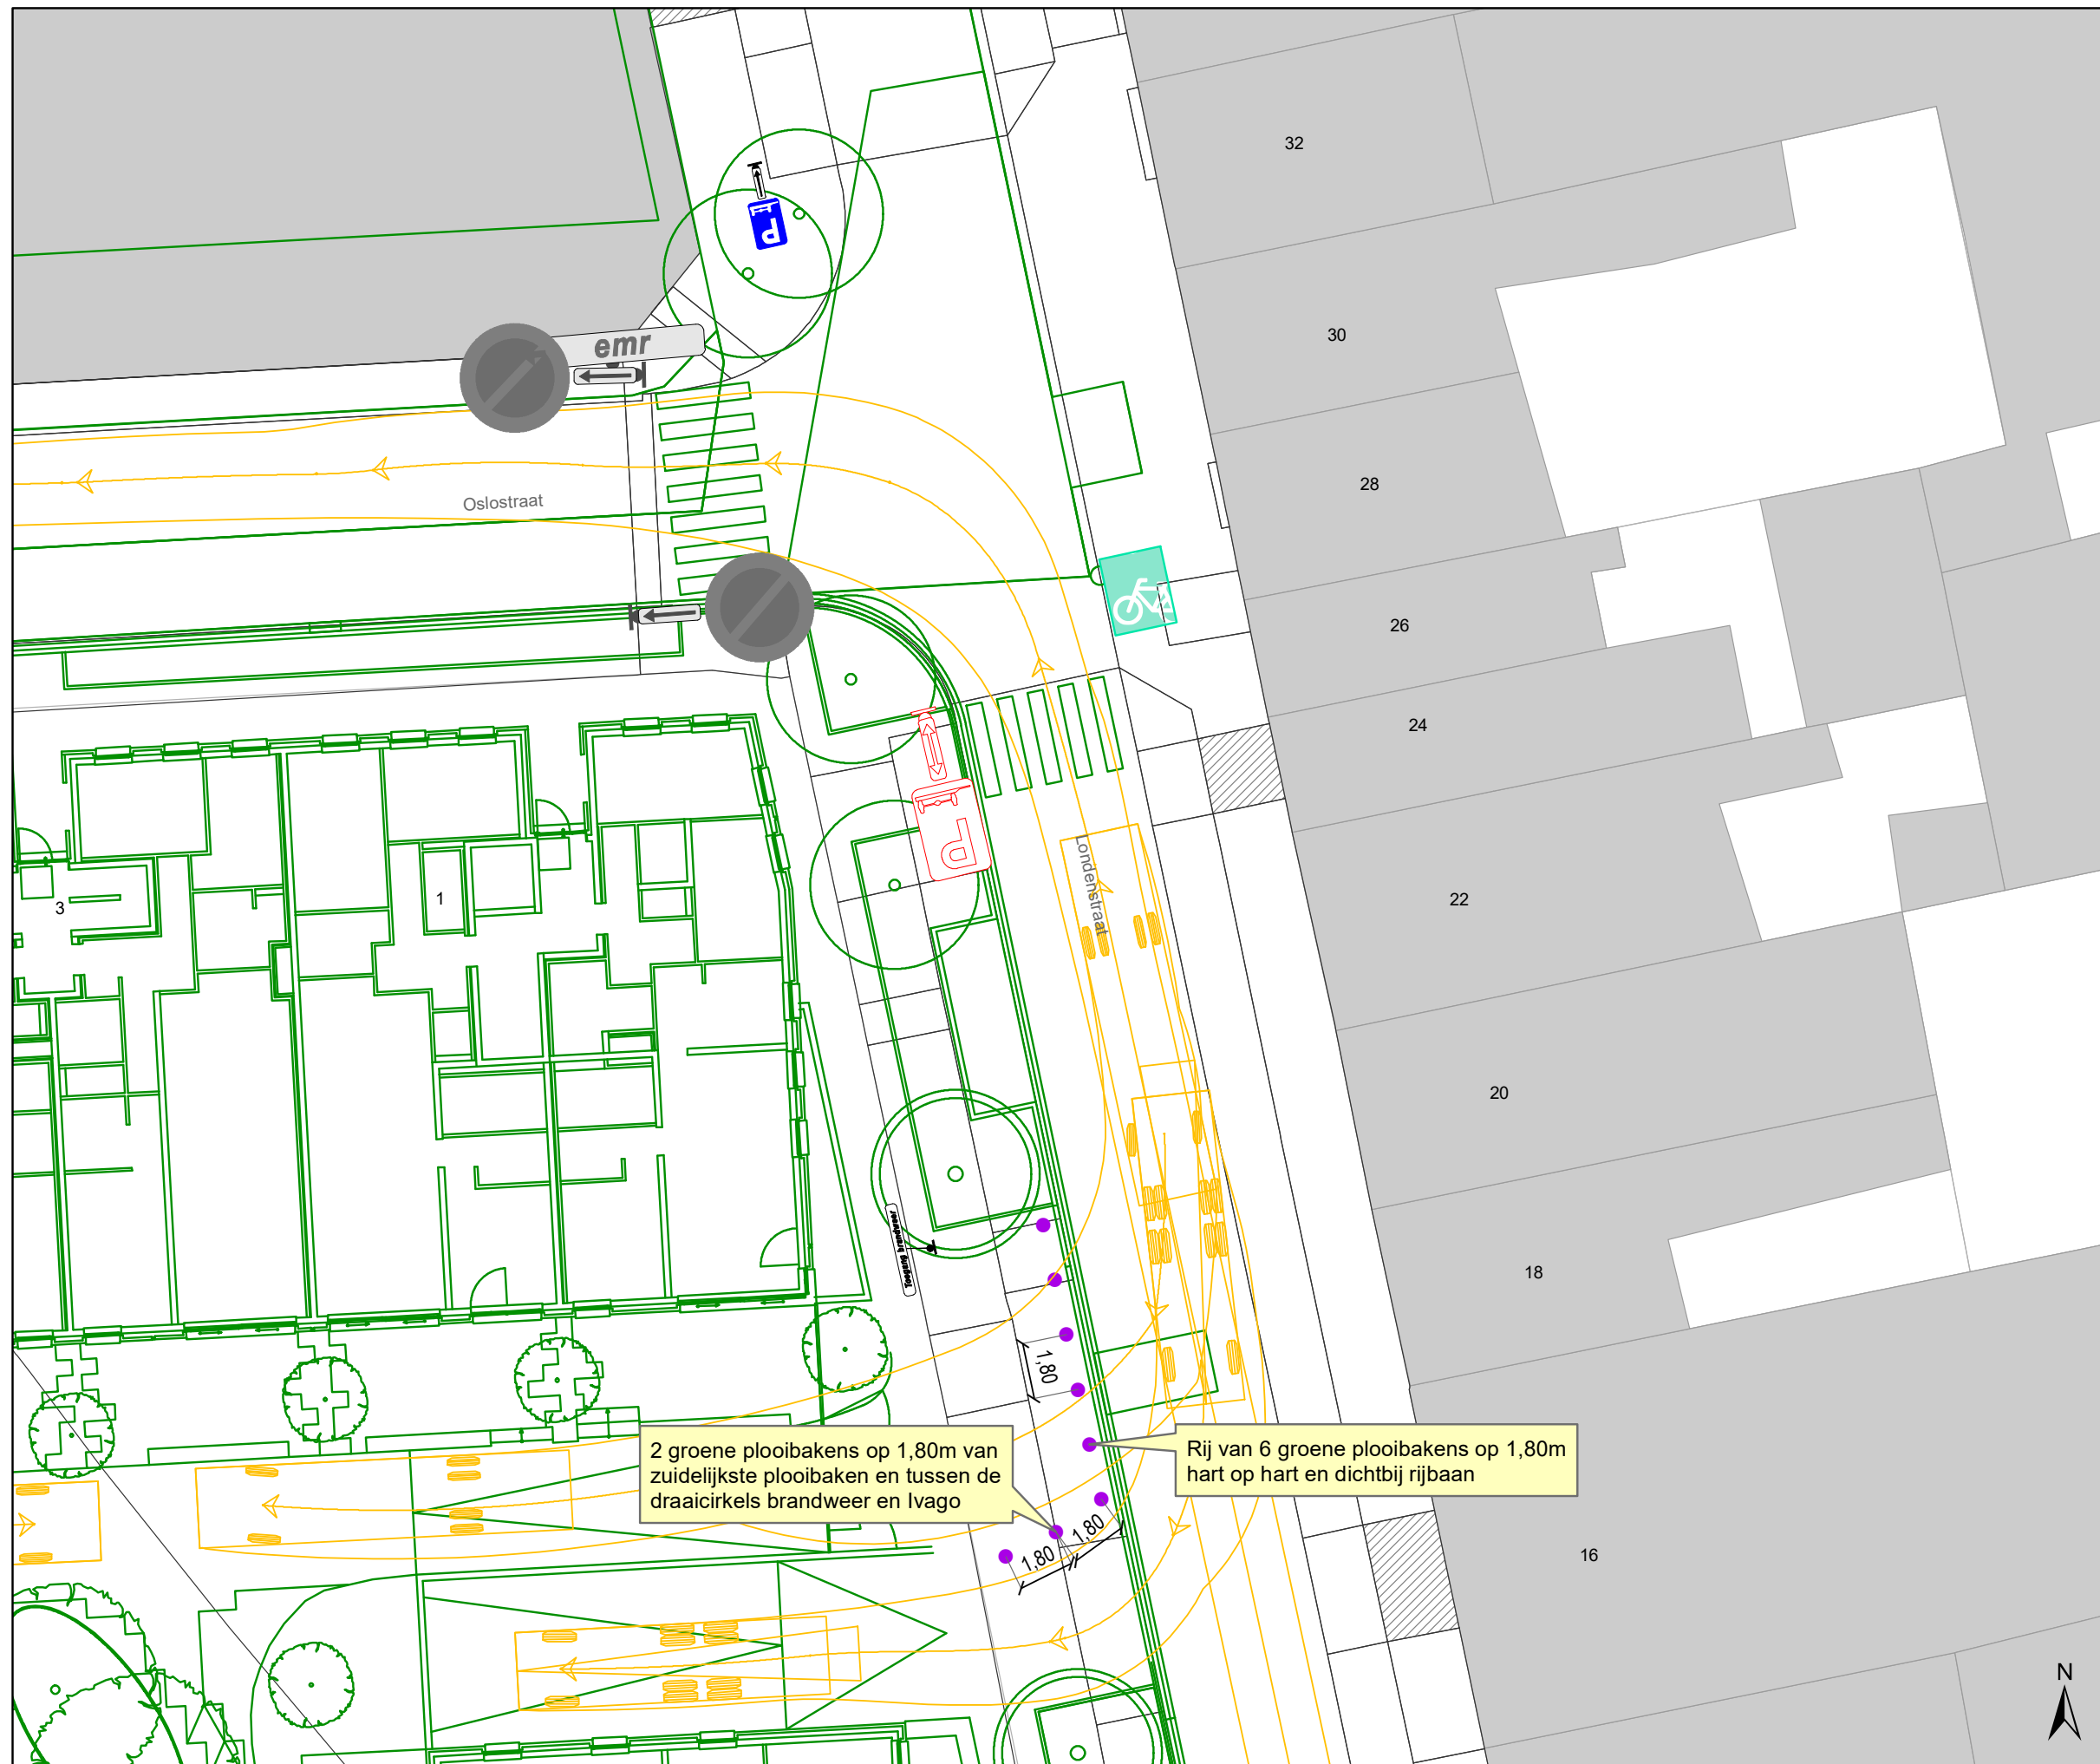 32
P
emr
30
Oslostraat
28
26
24
P
Londenstraat
22
3
1
20
Toegang brandweer
18
1,80
2 groene plooibakens op 1,80m van
zuidelijkste plooibaken en tussen de
draaicirkels brandweer en Ivago
Rij van 6 groene plooibakens op 1,80m
hart op hart en dichtbij rijbaan
1,80
1,80
16
N